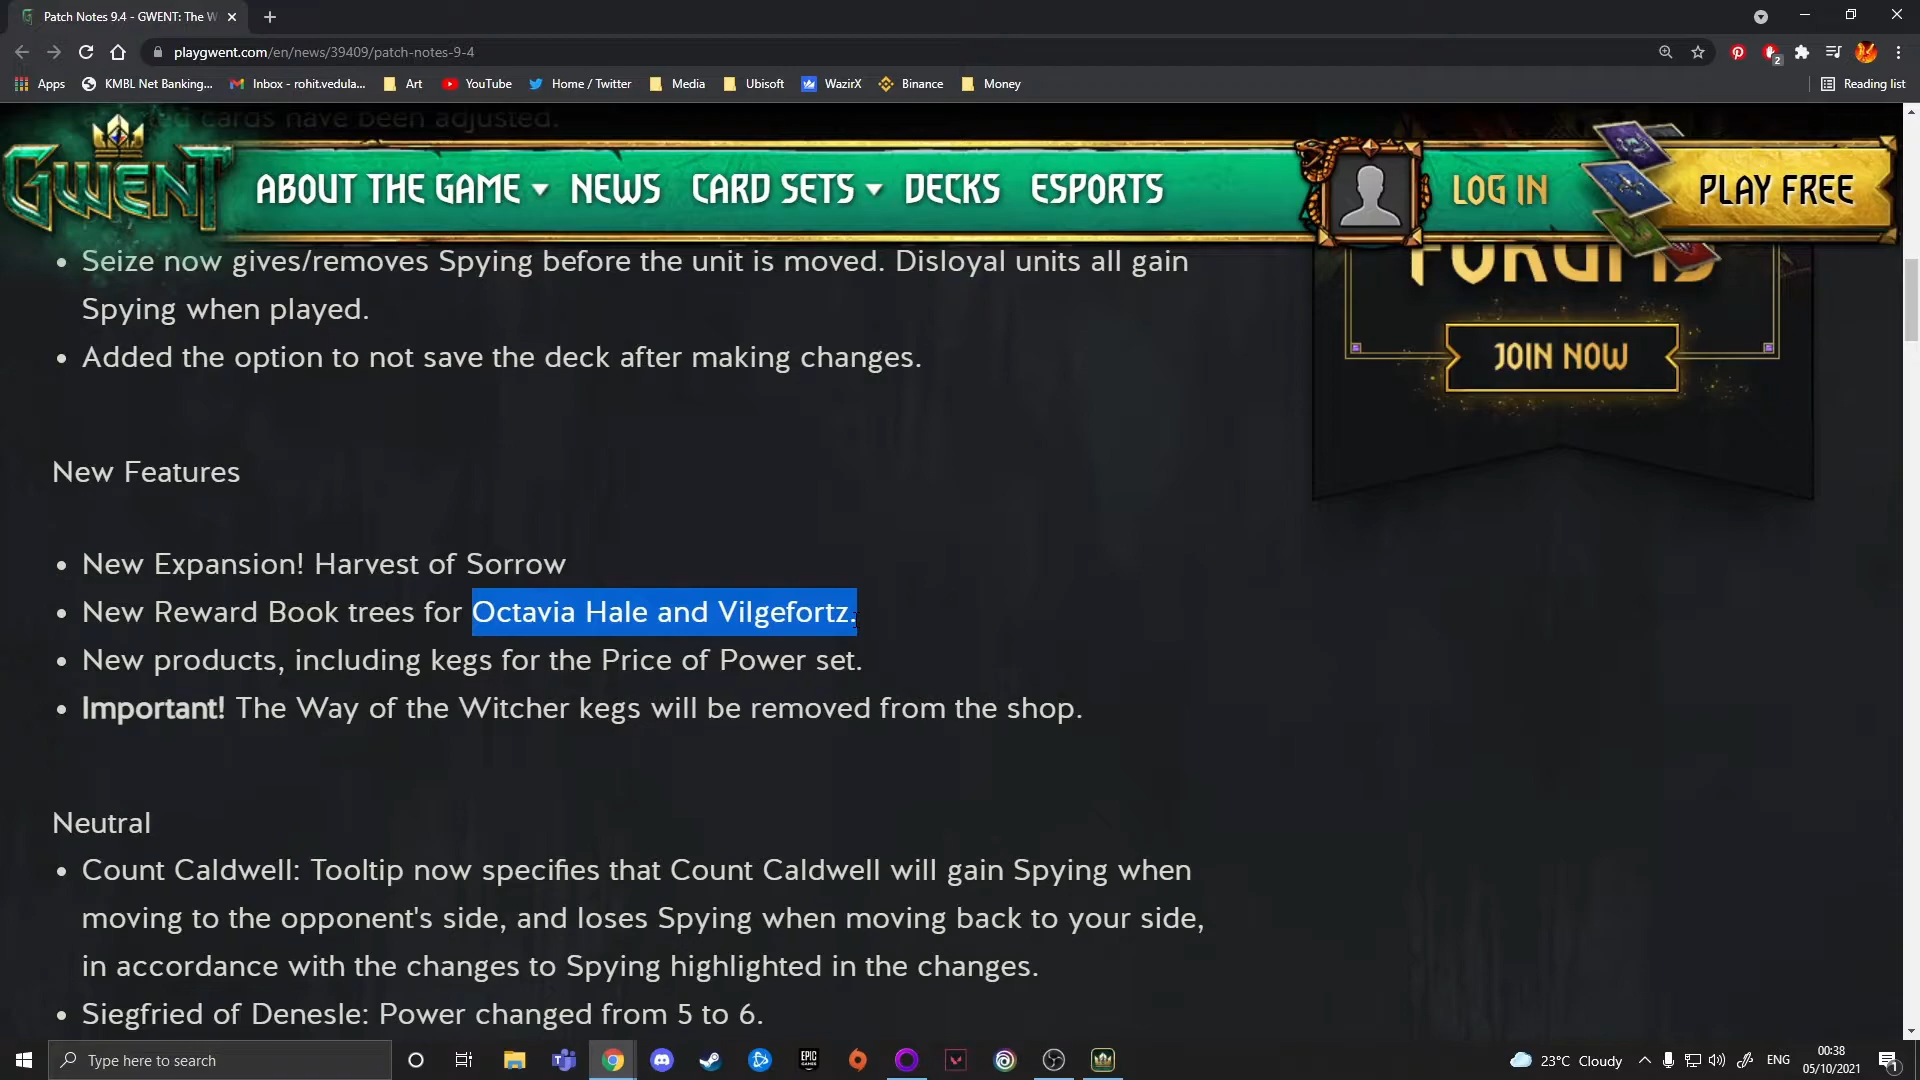 Patch Notes 9.4 - GWENT: The W
playgwent.com/en/news/39409/patch-notes-9-4
Apps
KMBL Net Banking...
Inbox - rohit.vedula...
Art
YouTube
Home / Twitter
Media
Ubisoft
WazirX
Binance
Money
Reading list
cards have been adjusted.
GWENT
ABOUT THE GAME
NEWS
CARD SETS
DECKS
ESPORTS
LOG IN
PLAY FREE
FORUMS
JOIN NOW
• Seize now gives/removes Spying before the unit is moved. Disloyal units all gain
Spying when played.
• Added the option to not save the deck after making changes.
New Features
• New Expansion! Harvest of Sorrow
• New Reward Book trees for Octavia Hale and Vilgefortz.
• New products, including kegs for the Price of Power set.
• Important! The Way of the Witcher kegs will be removed from the shop.
Neutral
• Count Caldwell: Tooltip now specifies that Count Caldwell will gain Spying when
moving to the opponent's side, and loses Spying when moving back to your side,
in accordance with the changes to Spying highlighted in the changes.
• Siegfried of Denesle: Power changed from 5 to 6.
Type here to search
EPIC
23°C Cloudy
ENG
00:38
05/10/2021
2
1